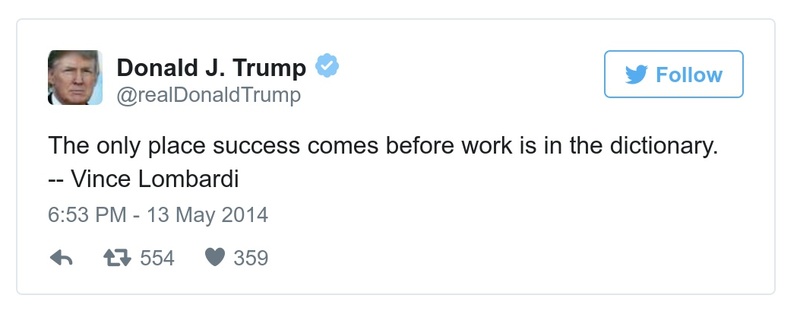 Donald J. Trump
@realDonaldTrump
Follow
The only place success comes before work is in the dictionary.
-- Vince Lombardi
6:53 PM - 13 May 2014
554 359